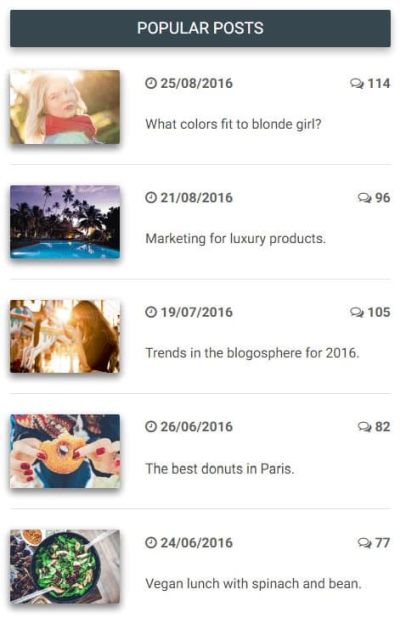 POPULAR POSTS
25/08/2016 114
What colors fit to blonde girl?
21/08/2016 96
Marketing for luxury products.
19/07/2016 105
Trends in the blogosphere for 2016.
26/06/2016 82
The best donuts in Paris.
24/06/2016 77
Vegan lunch with spinach and bean.